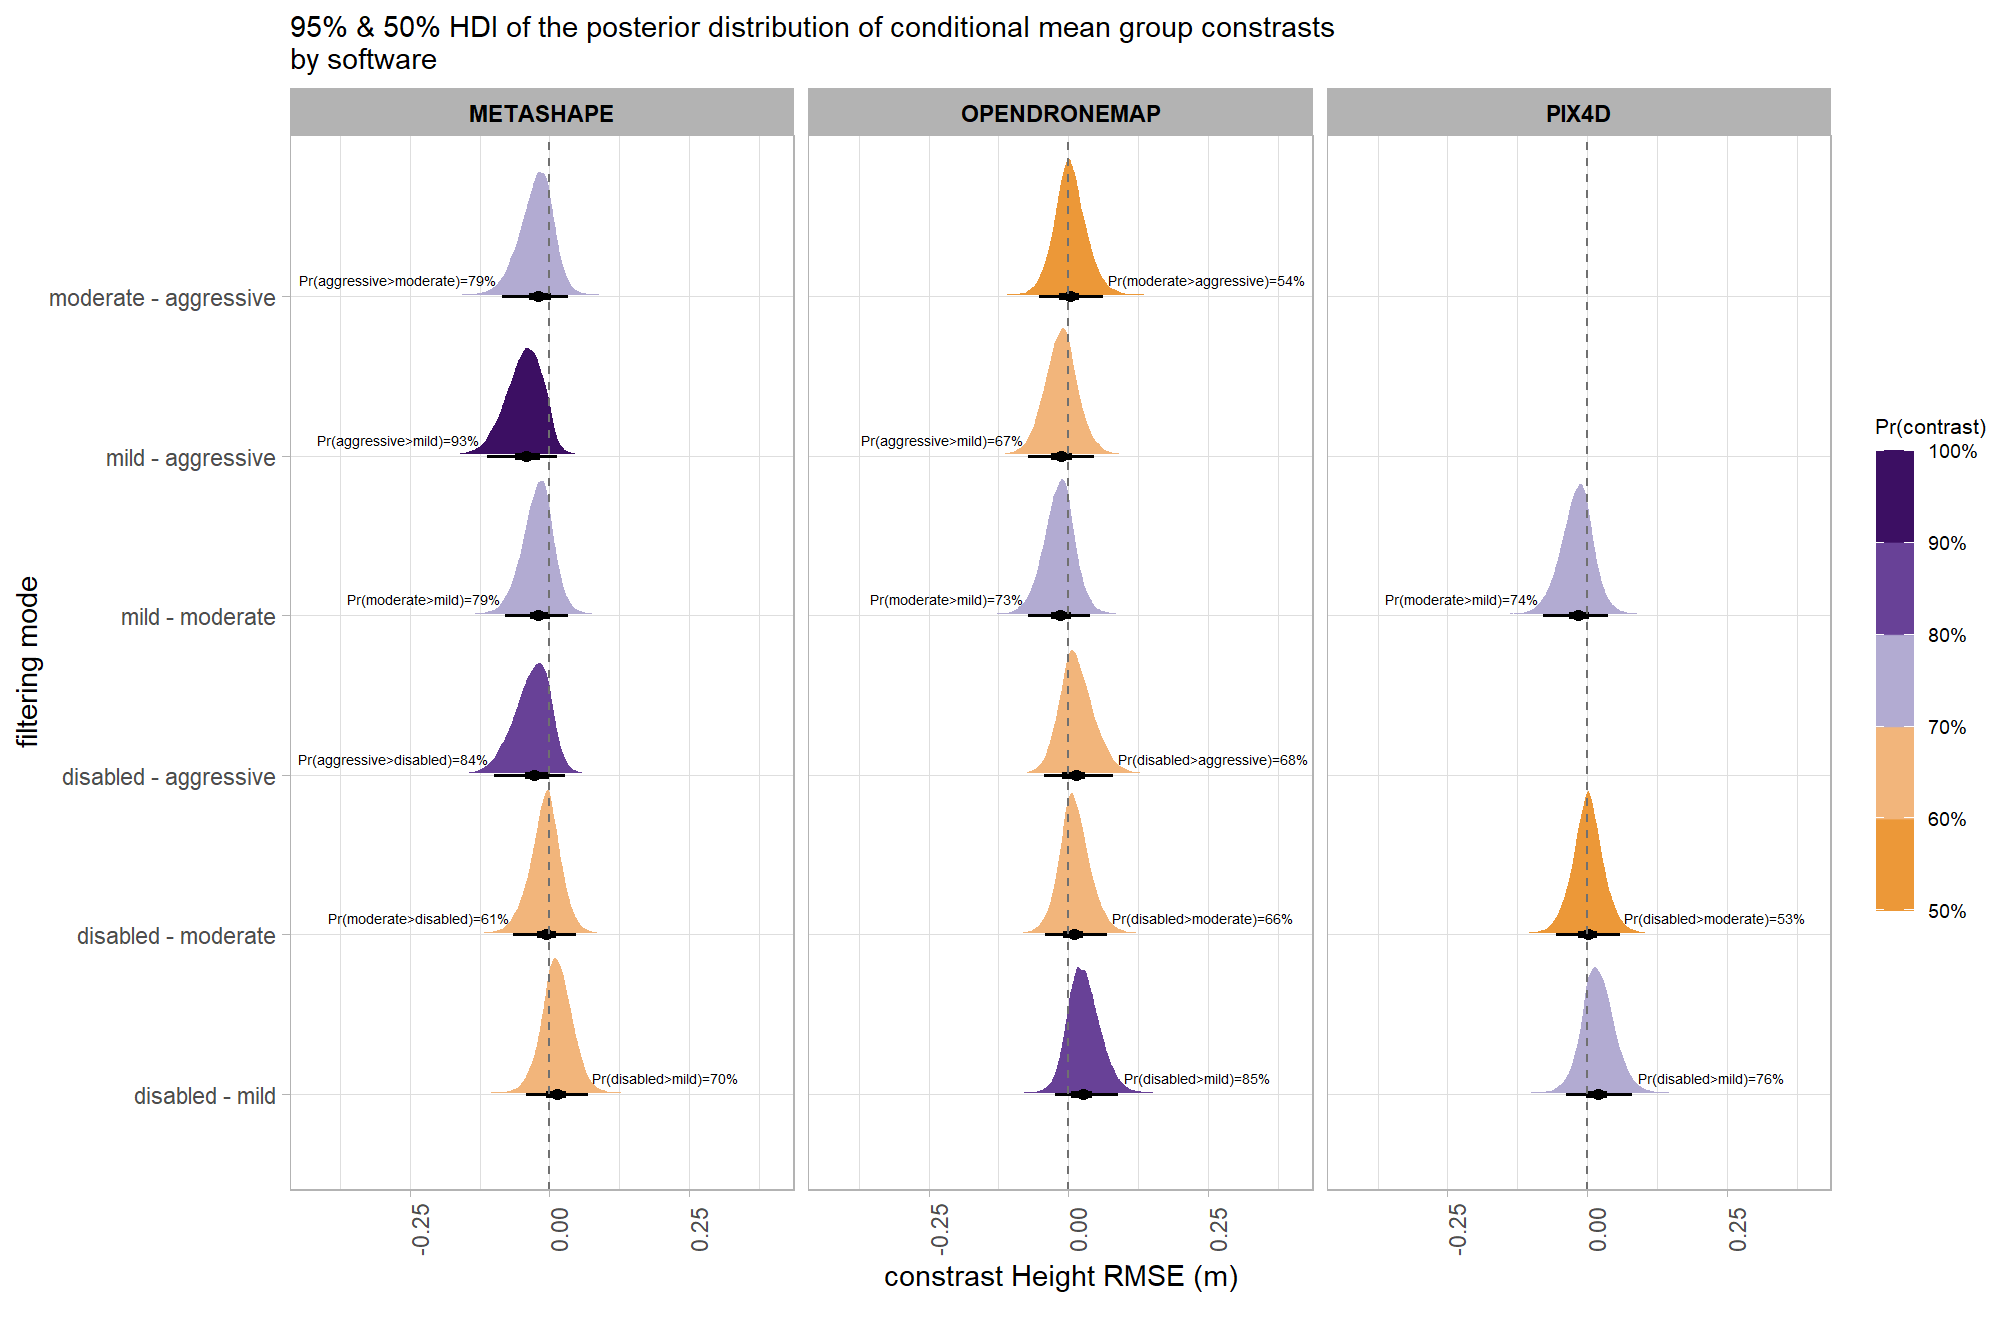 95% & 50% HDI of the posterior distribution of conditional mean group constrasts
by software
METASHAPE
OPENDRONEMAP
PIX4D
filtering mode
moderate - aggressive
Pr(aggressive>moderate)=79%
Pr(moderate>aggressive)=54%
mild - aggressive
Pr(aggressive>mild)=93%
Pr(aggressive>mild)=67%
mild - moderate
Pr(moderate>mild)=79%
Pr(moderate>mild)=73%
Pr(moderate>mild)=74%
disabled - aggressive
Pr(aggressive>disabled)=84%
Pr(disabled>aggressive)=68%
disabled - moderate
Pr(moderate>disabled)=61%
Pr(disabled>moderate)=66%
Pr(disabled>moderate)=53%
disabled - mild
Pr(disabled>mild)=70%
Pr(disabled>mild)=85%
Pr(disabled>mild)=76%
-0.25
0.00
0.25
-0.25
0.00
0.25
-0.25
0.00
0.25
constrast Height RMSE (m)
Pr(contrast)
100%
90%
80%
70%
60%
50%